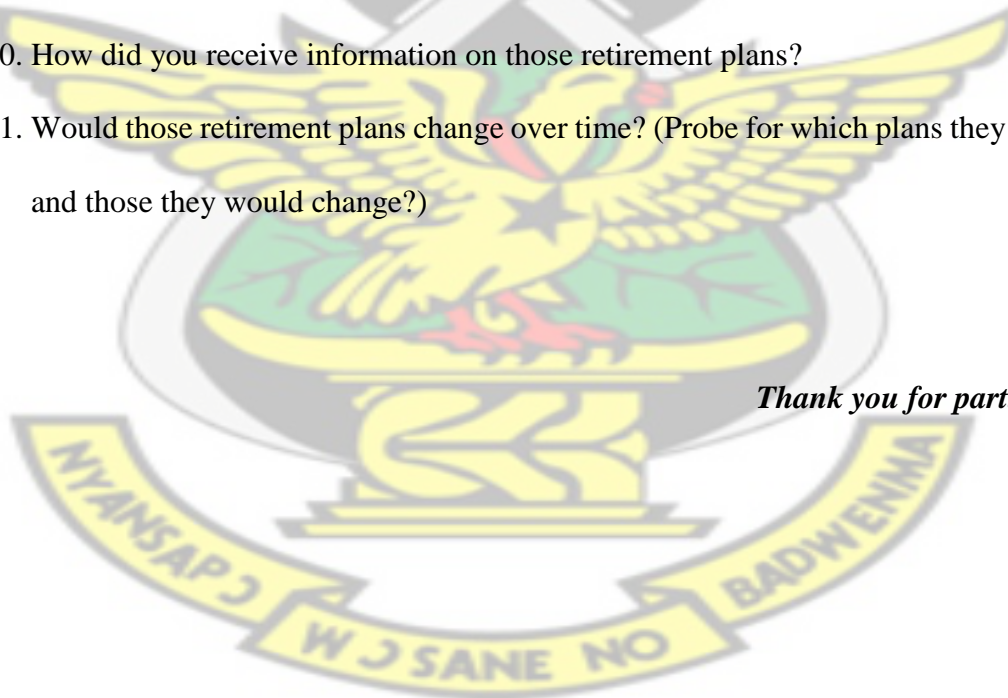 0. How did you receive information on those retirement plans?
1. Would those retirement plans change over time? (Probe for which plans they
and those they would change?)
Thank you for part
NYANSAPƆ
WƆ SANE NO
BADWENMA